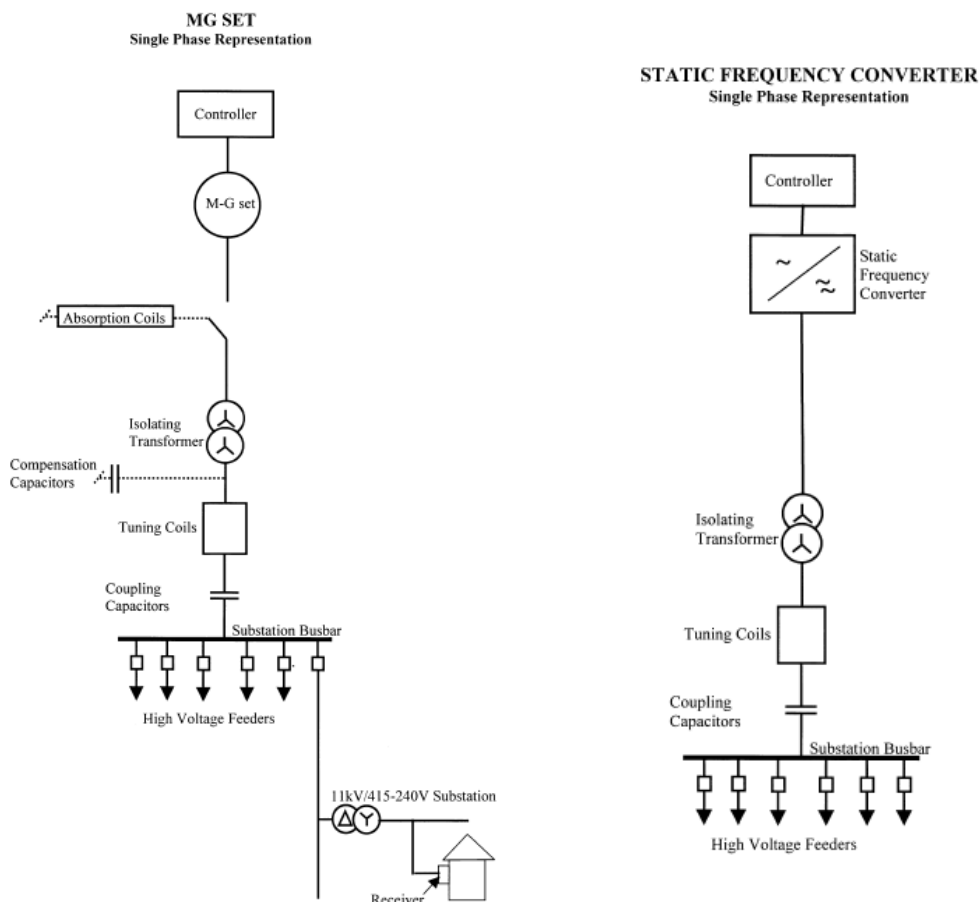 MG SET
Single Phase Representation
Controller
M-G set
Absorption Coils
Isolating
Transformer
Compensation
Capacitors
Tuning Coils
Coupling
Capacitors
Substation Busbar
High Voltage Feeders
11kV/415-240V Substation
Receiver
STATIC FREQUENCY CONVERTER
Single Phase Representation
Controller
Static
Frequency
Converter
Isolating
Transformer
Tuning Coils
Coupling
Capacitors
Substation Busbar
High Voltage Feeders